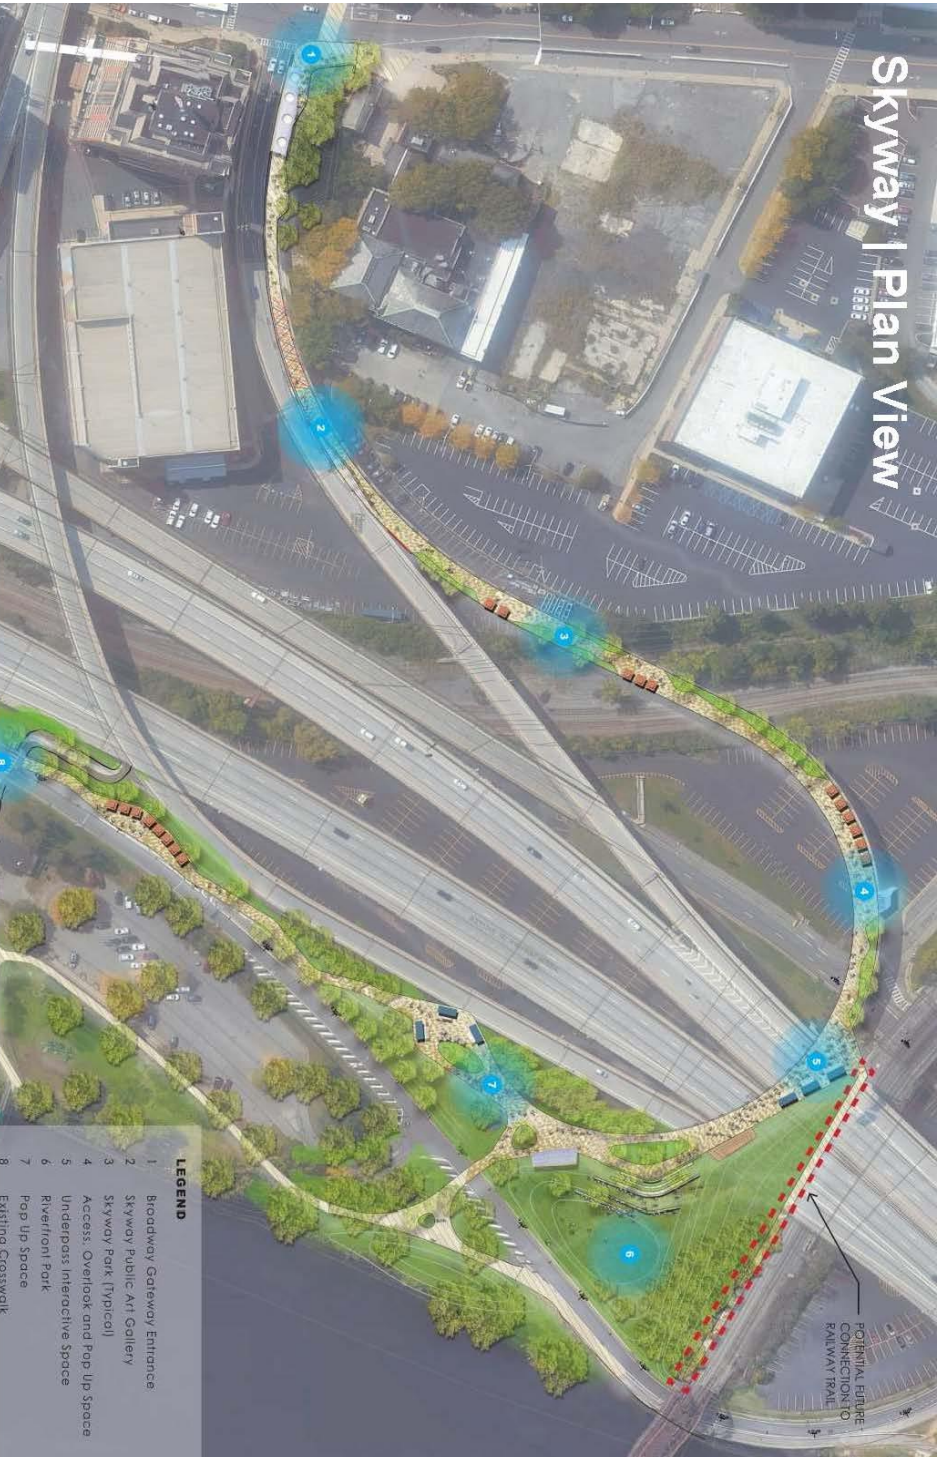 Skyway | Plan View
1
2
3
4
5
6
7
8
POTENTIAL FUTURE
CONNECTION TO
RAILWAY TRAIL
LEGEND
1 Broadway Gateway Entrance
2 Skyway Public Art Gallery
3 Skyway Park (Typical)
4 Access, Overlook and Pop Up Space
5 Underpass Interactive Space
6 Riverfront Park
7 Pop Up Space
8 Existing Crosswalk